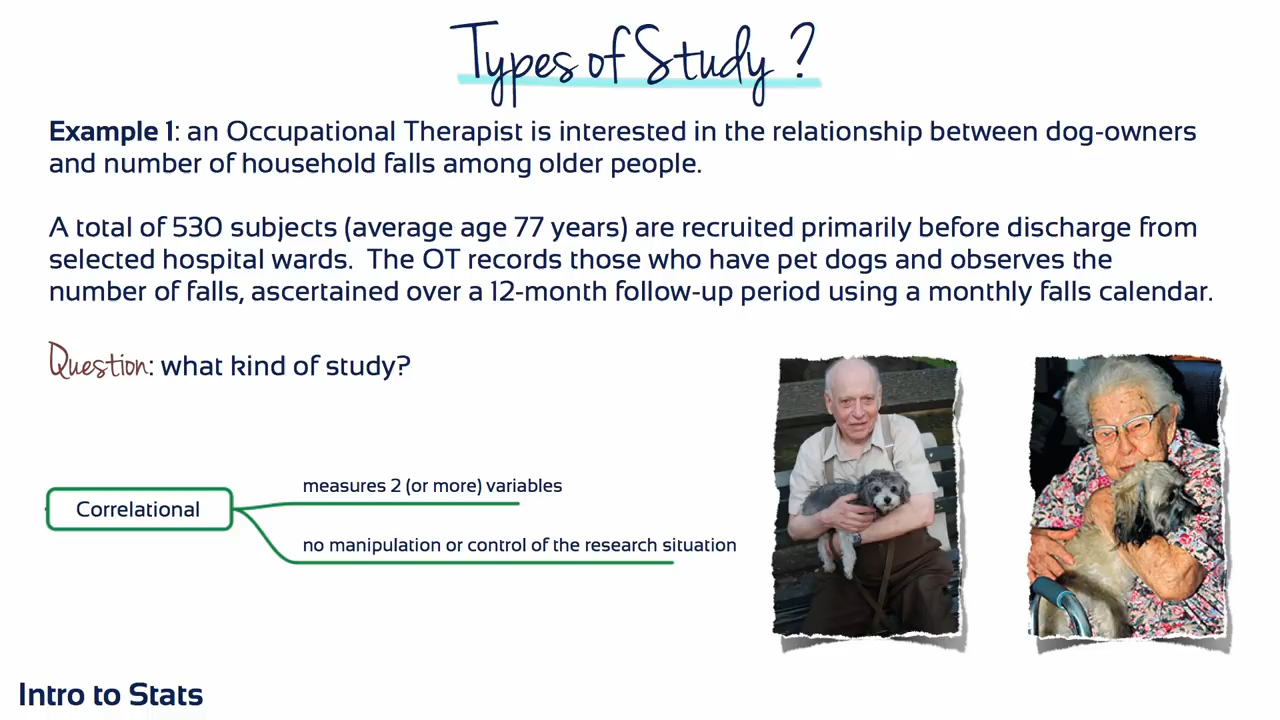 Types of Study ?
Example 1: an Occupational Therapist is interested in the relationship between dog-owners
and number of household falls among older people.
A total of 530 subjects (average age 77 years) are recruited primarily before discharge from
selected hospital wards. The OT records those who have pet dogs and observes the
number of falls, ascertained over a 12-month follow-up period using a monthly falls calendar.
Question: what kind of study?
measures 2 (or more) variables
Correlational
no manipulation or control of the research situation
Intro to Stats